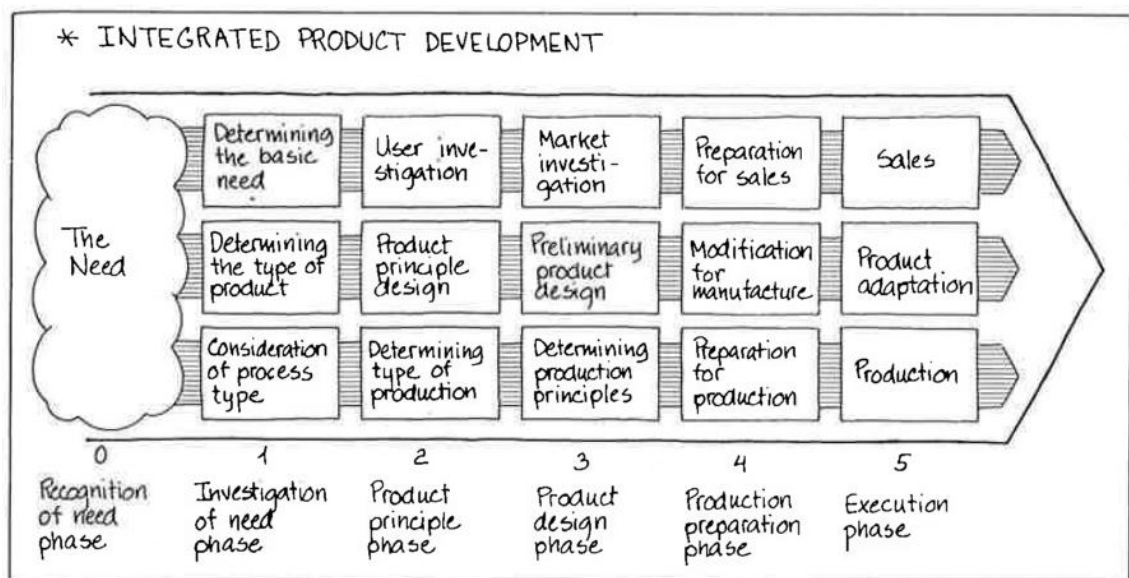 * INTEGRATED PRODUCT DEVELOPMENT
The
Need
Determining
the basic
need
User inve-
stigation
Market
investi-
gation
Preparation
for sales
Sales
Determining
the type of
product
Product
principle
design
Preliminary
product
design
Modification
for
manufacture
Product
adaptation
Consideration
of process
type
Determining
type of
production
Determining
production
principles
Preparation
for
production
Production
0
Recognition
of need
phase
1
Investigation
of need
phase
2
Product
principle
phase
3
Product
design
phase
4
Production
preparation
phase
5
Execution
phase